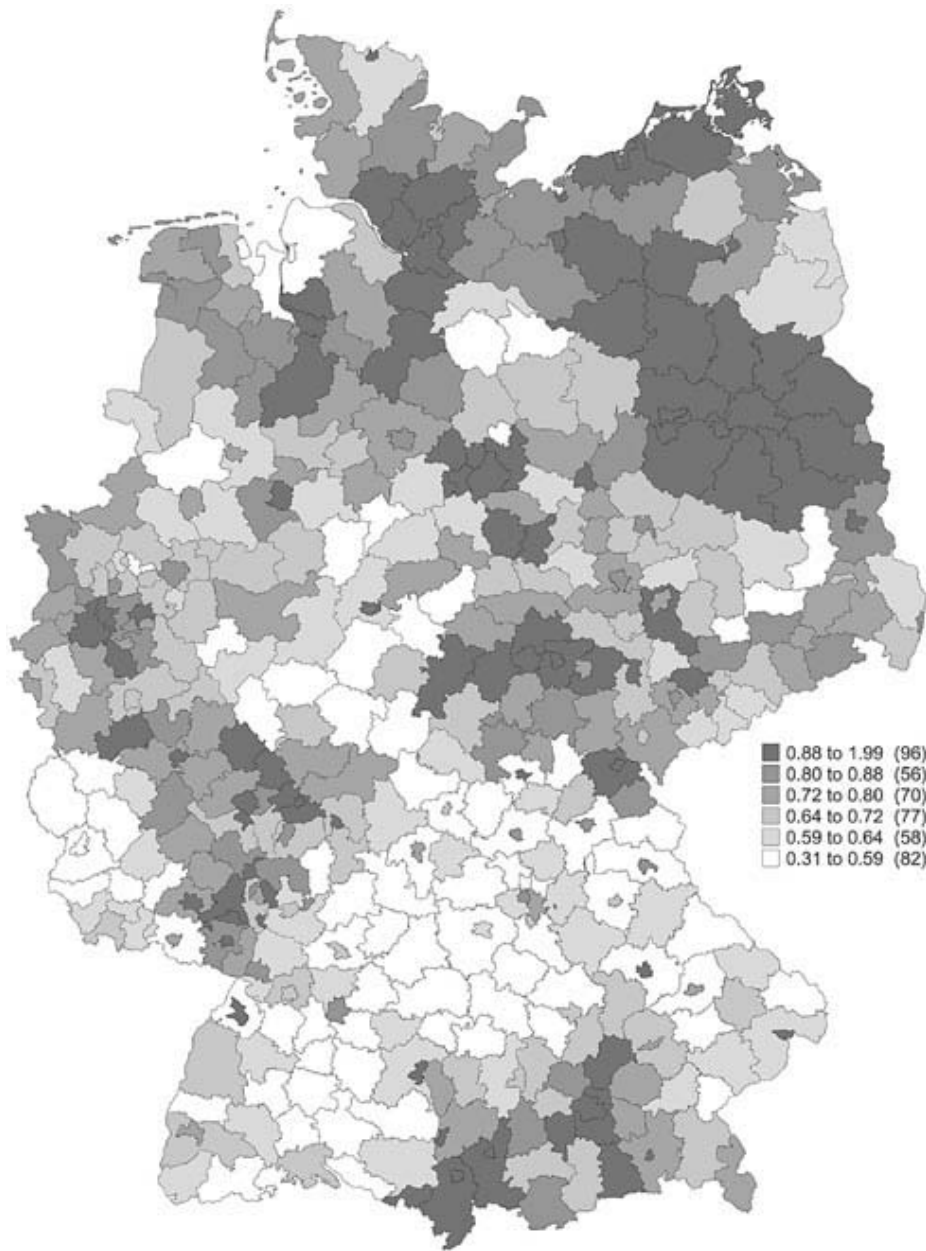 0.88 to 1.99 (96)
0.80 to 0.88 (56)
0.72 to 0.80 (70)
0.64 to 0.72 (77)
0.59 to 0.64 (58)
0.31 to 0.59 (82)